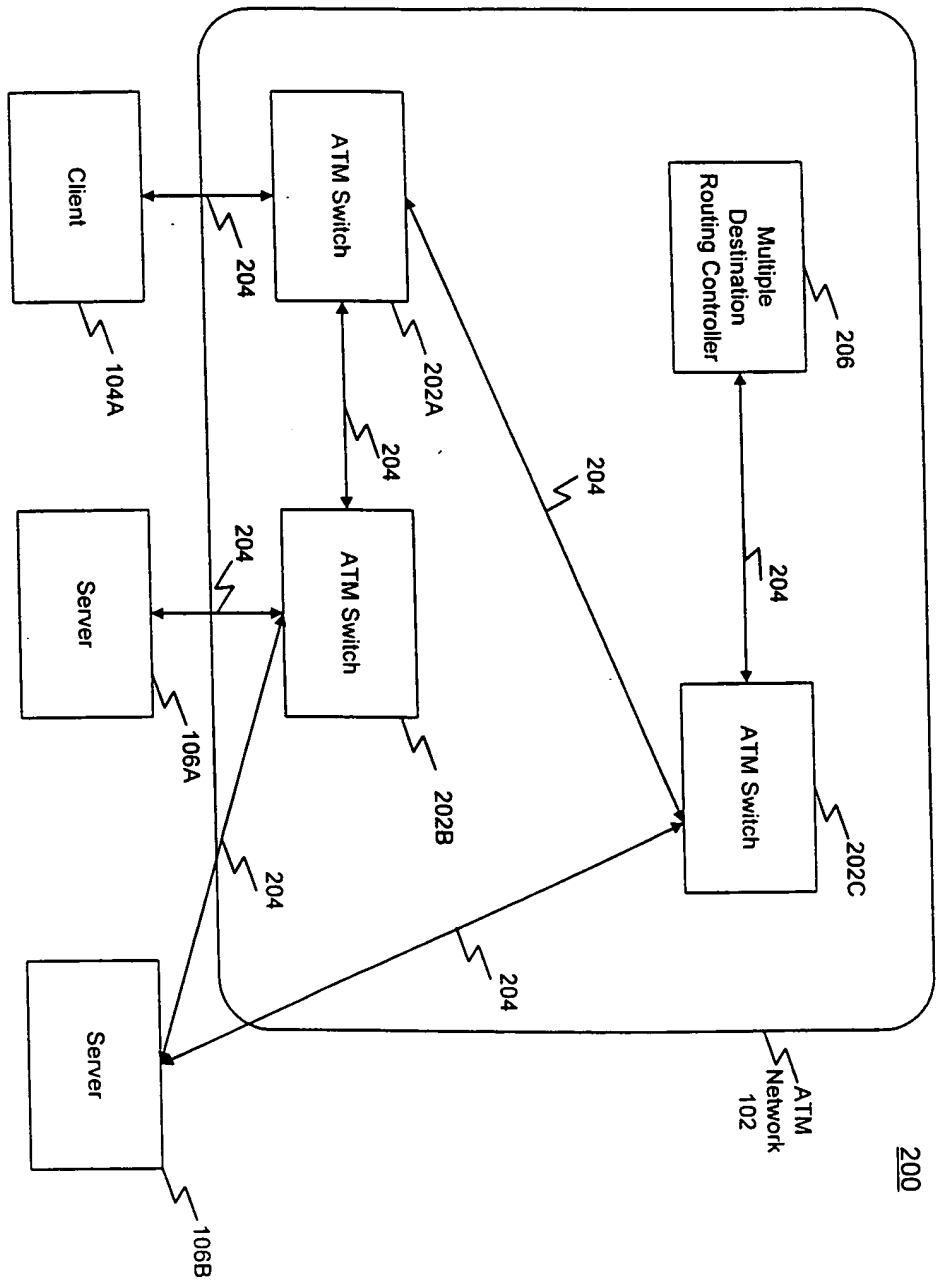 200
ATM
Network
102
Multiple
Destination
Routing Controller
206
204
ATM Switch
202C
204
204
ATM Switch
202A
204
ATM Switch
202B
204
204
204
Client
104A
Server
106A
Server
106B